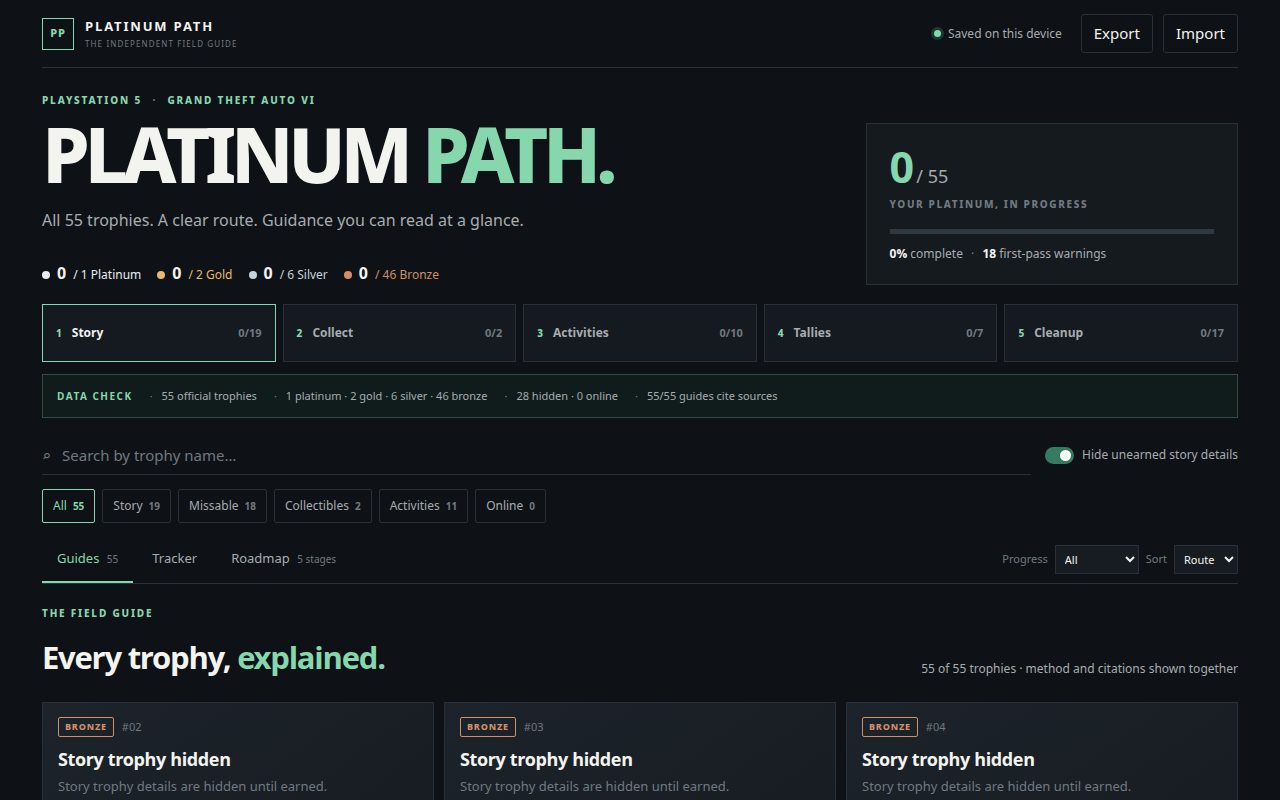 PP PLATINUM PATH
THE INDEPENDENT FIELD GUIDE
Saved on this device Export Import
PLAYSTATION 5 · GRAND THEFT AUTO VI
PLATINUM PATH.
All 55 trophies. A clear route. Guidance you can read at a glance.
0 / 1 Platinum 0 / 2 Gold 0 / 6 Silver 0 / 46 Bronze
0 / 55
YOUR PLATINUM, IN PROGRESS
0% complete · 18 first-pass warnings
1 Story 0/19
2 Collect 0/2
3 Activities 0/10
4 Tallies 0/7
5 Cleanup 0/17
DATA CHECK · 55 official trophies · 1 platinum · 2 gold · 6 silver · 46 bronze · 28 hidden · 0 online · 55/55 guides cite sources
Search by trophy name...
Hide unearned story details
All 55 Story 19 Missable 18 Collectibles 2 Activities 11 Online 0
Guides 55 Tracker Roadmap 5 stages
Progress All Sort Route
THE FIELD GUIDE
Every trophy, explained.
55 of 55 trophies · method and citations shown together
BRONZE #02
Story trophy hidden
Story trophy details are hidden until earned.
BRONZE #03
Story trophy hidden
Story trophy details are hidden until earned.
BRONZE #04
Story trophy hidden
Story trophy details are hidden until earned.